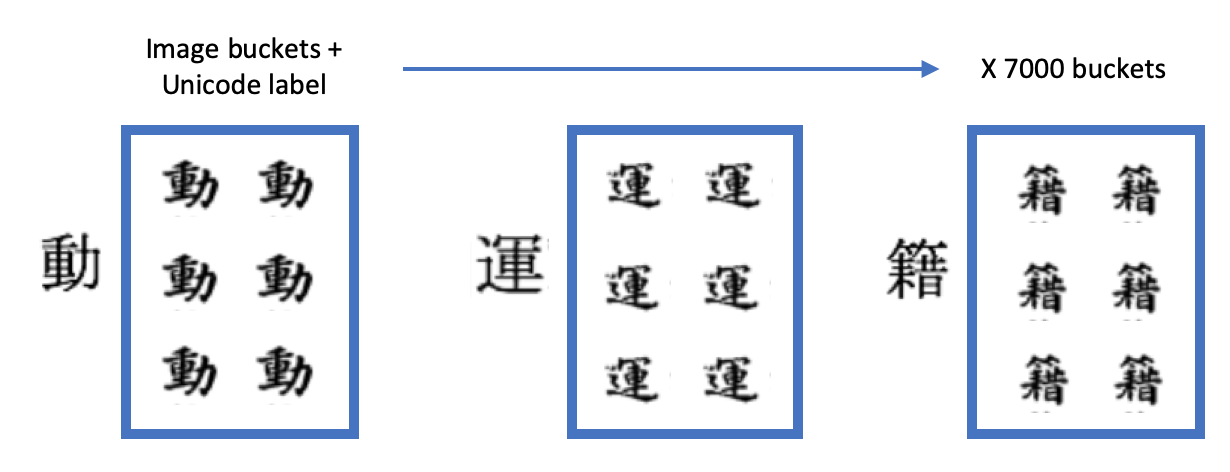 Image buckets +
Unicode label
X 7000 buckets
動 動 動
動 動
動 動
運 運 運
運 運
運 運
籍 籍 籍
籍 籍
籍 籍